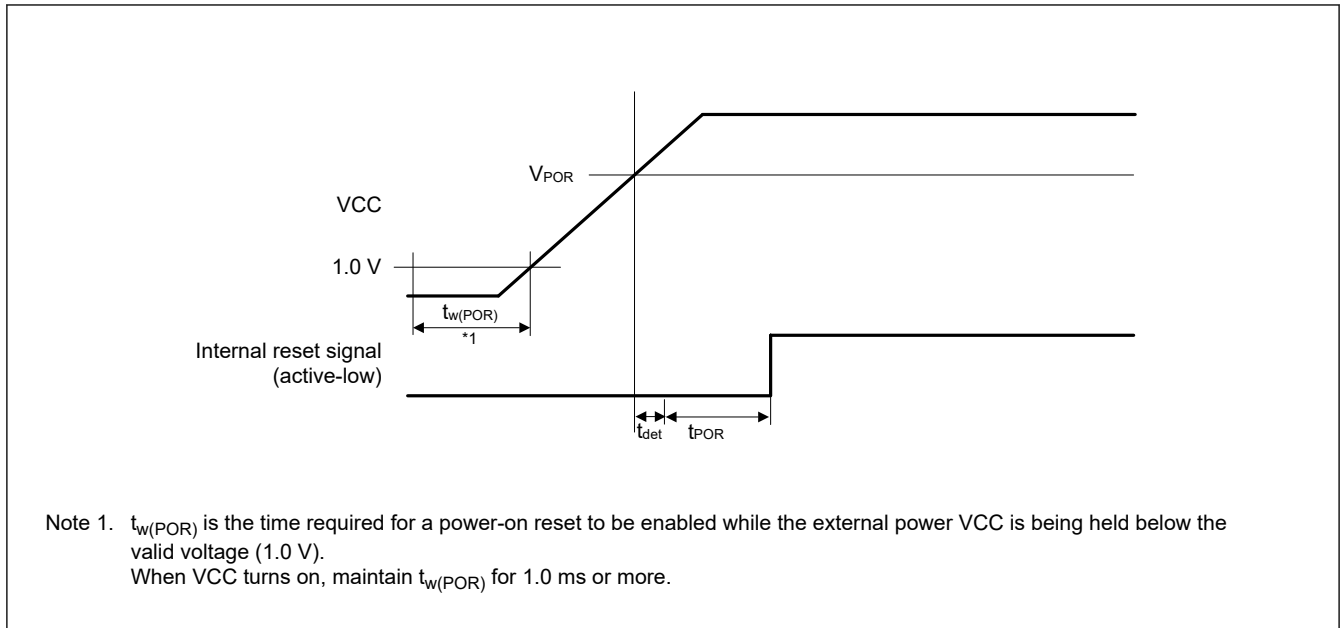 VPOR
VCC
1.0 V
tw(POR)
*1
Internal reset signal
(active-low)
tdet
tPOR
Note 1. tw(POR) is the time required for a power-on reset to be enabled while the external power VCC is being held below the
valid voltage (1.0 V).
When VCC turns on, maintain tw(POR) for 1.0 ms or more.